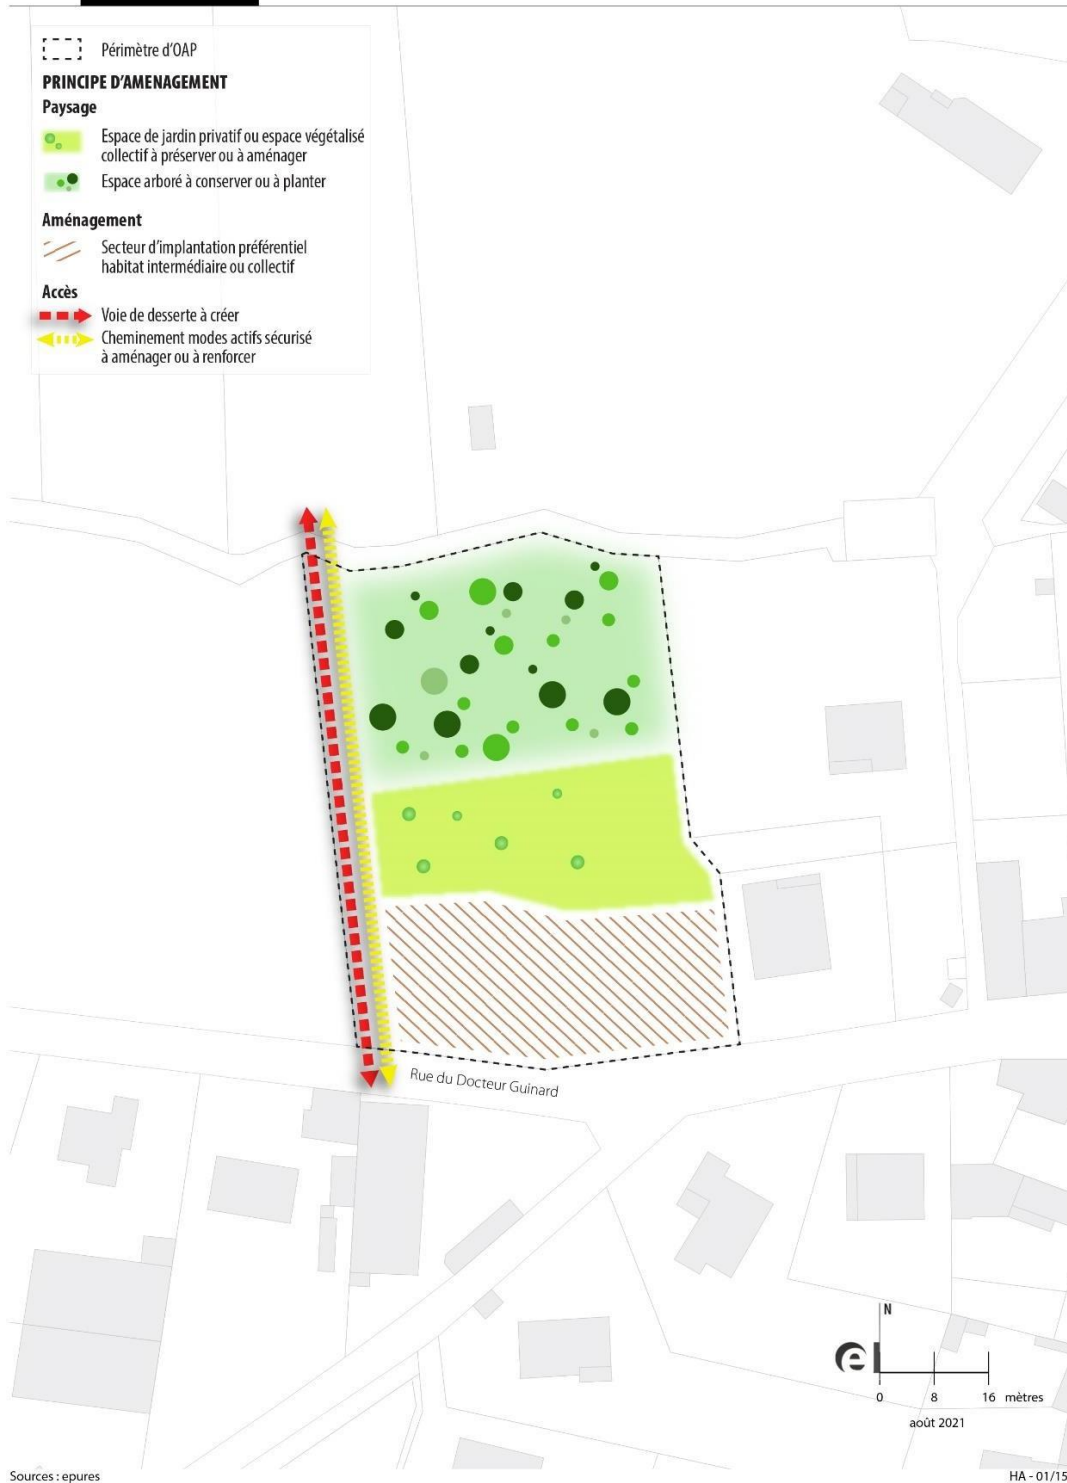 Périmètre d'OAP
PRINCIPE D'AMENAGEMENT
Paysage
Espace de jardin privatif ou espace végétalisé
collectif à préserver ou à aménager
Espace arboré à conserver ou à planter
Aménagement
Secteur d'implantation préférentiel
habitat intermédiaire ou collectif
Accès
Voie de desserte à créer
Cheminement modes actifs sécurisé
à aménager ou à renforcer
Rue du Docteur Guinard
N
e
0 8 16 mètres
août 2021
Sources : epures
HA - 01/15